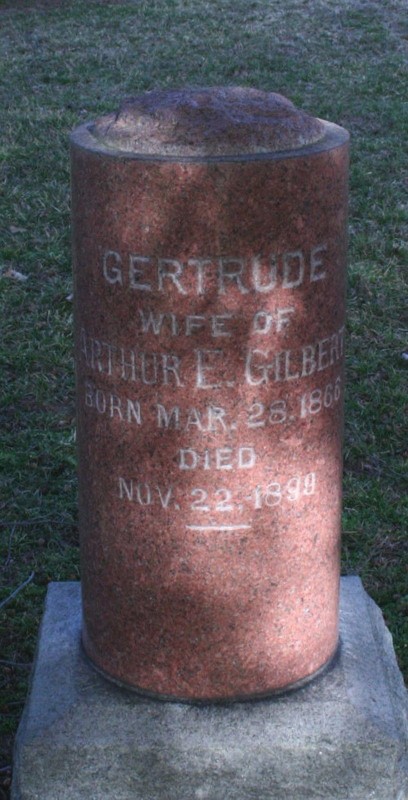 GERTRUDE
WIFE OF
ARTHUR E. GILBERT
BORN MAR. 28. 1866
DIED
NOV. 22. 1899